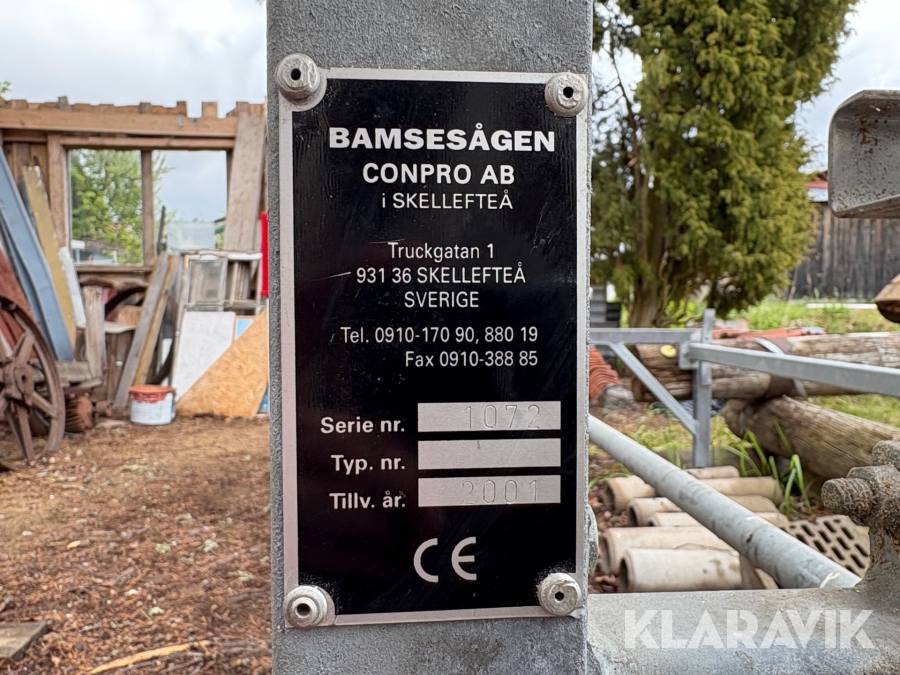 BAMSESÅGEN
CONPRO AB
i SKELLEFTEÅ
Truckgatan 1
931 36 SKELLEFTEÅ
SVERIGE
Tel. 0910-170 90, 880 19
Fax 0910-388 85
Serie nr. 1072
Typ. nr.
Tillv. år. 2001
CE
KLARAVIK